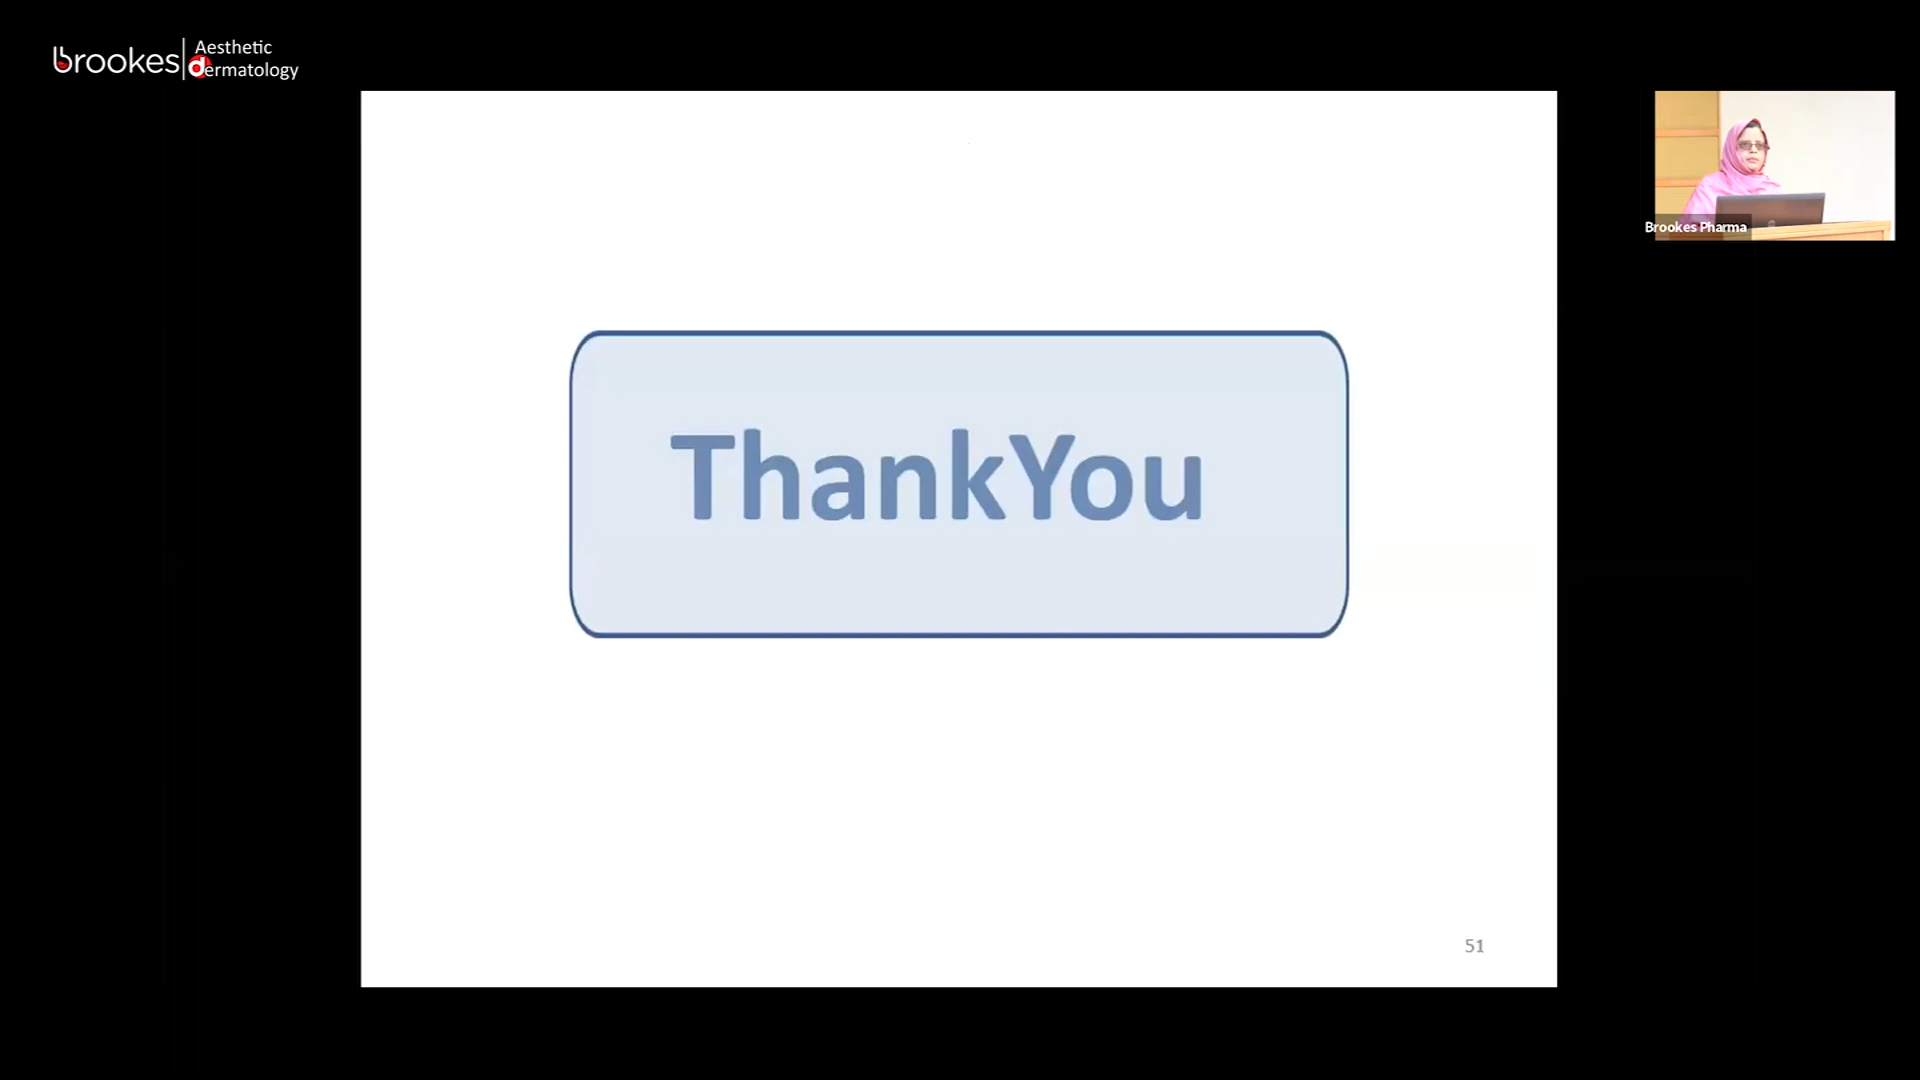 brookes
Aesthetic
dermatology
Brookes Pharma
ThankYou
51